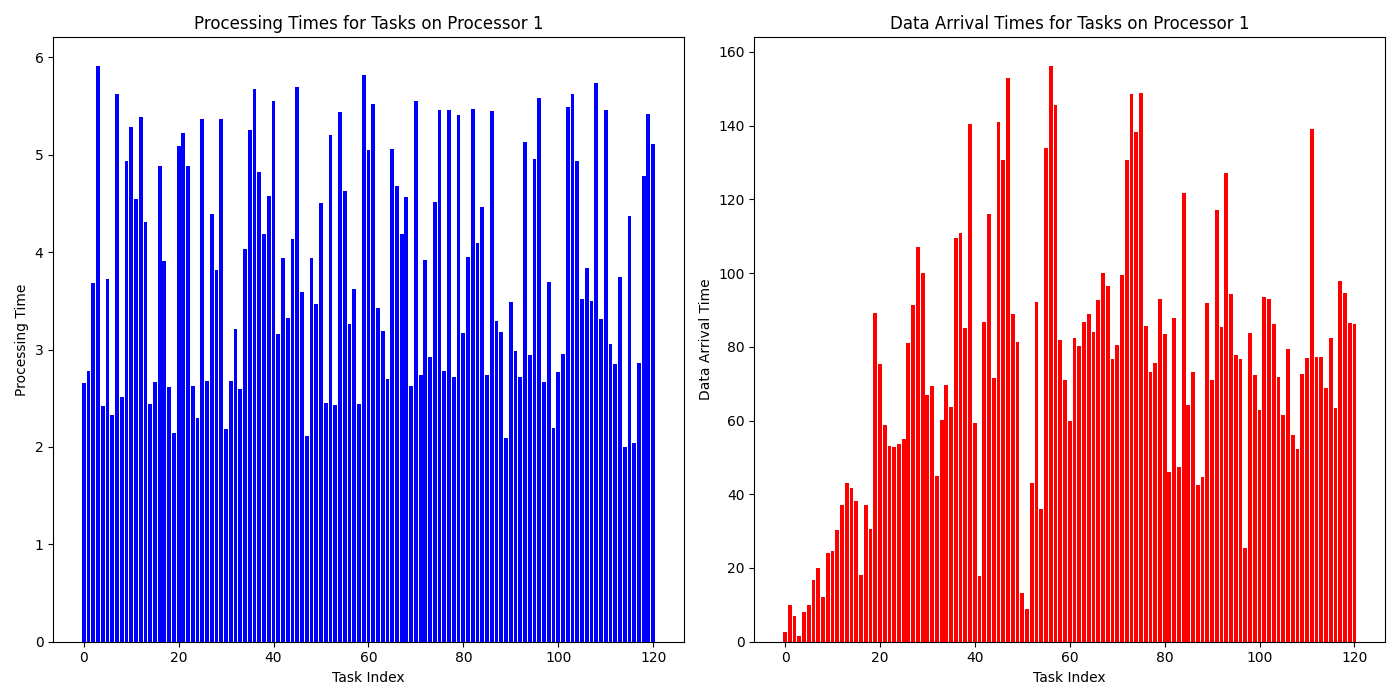 Processing Times for Tasks on Processor 1
Processing Time
6
5
4
3
2
1
0
0 20 40 60 80 100 120
Task Index
Data Arrival Times for Tasks on Processor 1
Data Arrival Time
160
140
120
100
80
60
40
20
0
0 20 40 60 80 100 120
Task Index